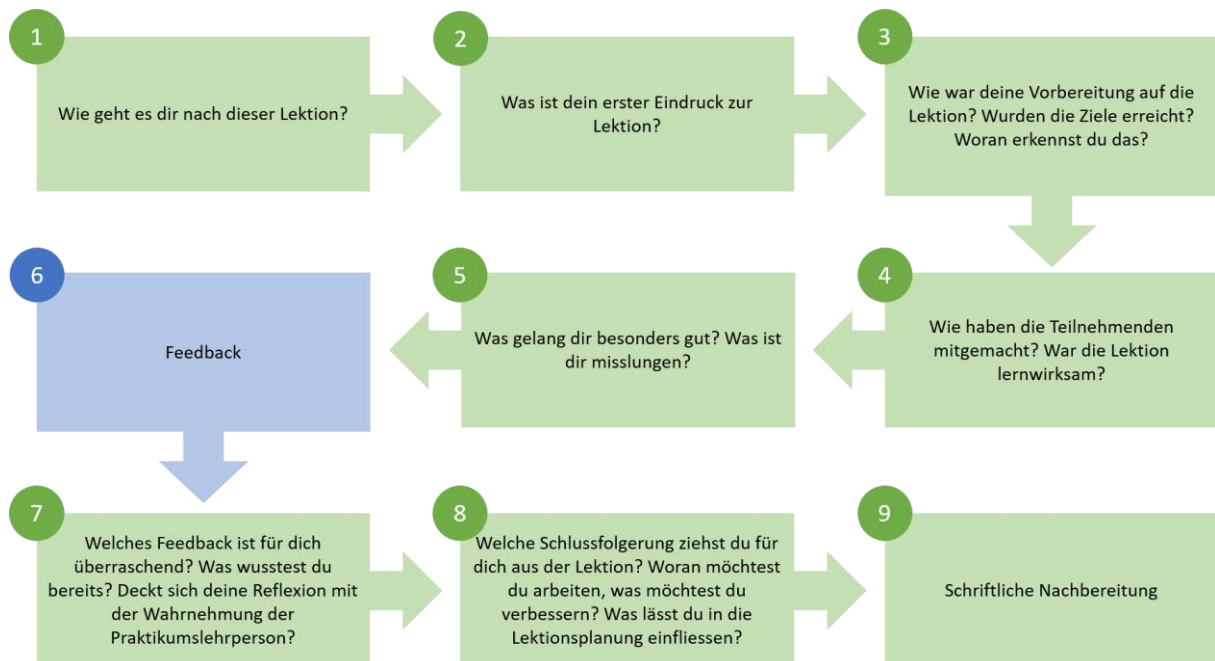 1
Wie geht es dir nach dieser Lektion?
2
Was ist dein erster Eindruck zur
Lektion?
3
Wie war deine Vorbereitung auf die
Lektion? Wurden die Ziele erreicht?
Woran erkennst du das?
4
Wie haben die Teilnehmenden
mitgemacht? War die Lektion
lernwirksam?
5
Was gelang dir besonders gut? Was ist
dir misslungen?
6
Feedback
7
Welches Feedback ist für dich
überraschend? Was wusstest du
bereits? Deckt sich deine Reflexion mit
der Wahrnehmung der
Praktikumslehrperson?
8
Welche Schlussfolgerung ziehst du für
dich aus der Lektion? Woran möchtest
du arbeiten, was möchtest du
verbessern? Was lässt du in die
Lektionsplanung einfliessen?
9
Schriftliche Nachbereitung